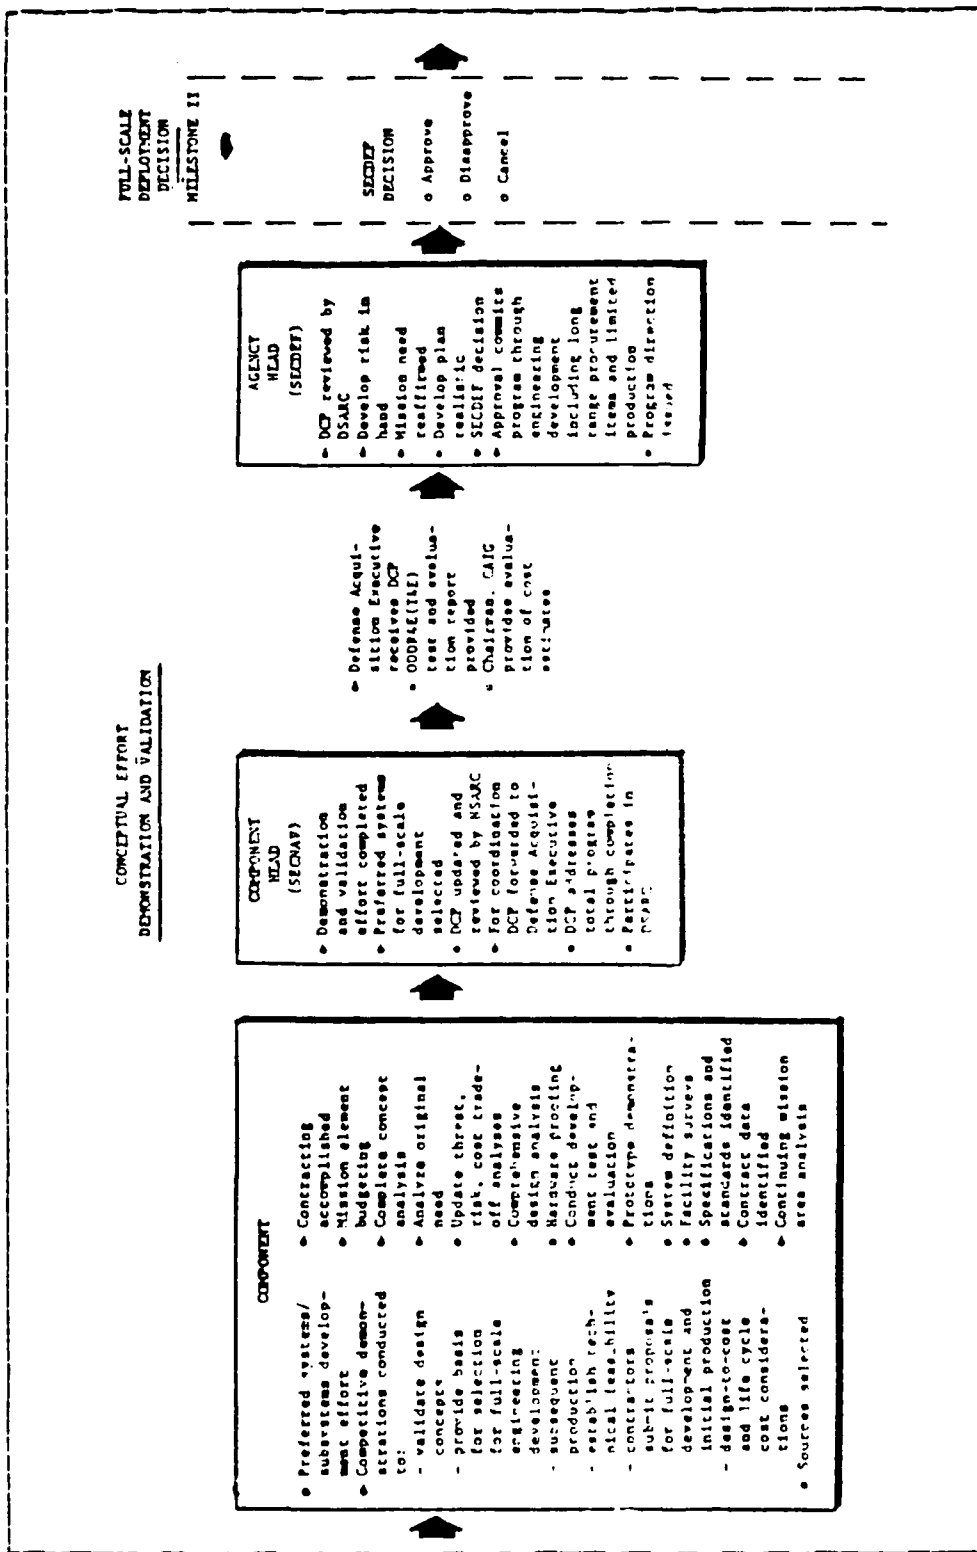 CONCEPTUAL EFFORT
DEMONSTRATION AND VALIDATION
COMPONENT
• Preferred systems/
subsystems develop-
ment effort
• Competitive demon-
strations conducted
to:
- validate design
concepts
- provide basis
for selection
for full-scale
engineering
development
- subsequent
production
- establish tech-
nical feasibility
- contractors
submit proposals
for full-scale
development and
initial production
- design-to-cost
and life cycle
cost considera-
tions
• Sources selected
• Contracting
accomplished
• Mission element
budgeting
• Complete concept
analysis
• Analyze original
need
• Update threat,
risk, cost trade-
off analyses
• Comprehensive
design analysis
• Hardware proofing
• Conduct develop-
ment test and
evaluation
• Prototype demonstra-
tions
• System definition
• Facility surveys
• Specifications and
standards identified
• Contract data
identified
• Continuing mission
area analysis
COMPONENT
HEAD
(SECNAV)
• Demonstration
and validation
effort completed
• Preferred systems
for full-scale
development
selected
• DCP updated and
reviewed by NSARC
• For coordination
DCP forwarded to
Defense Acquisi-
tion Executive
• DCP addresses
total program
through completion
• Participates in
DSARC
• Defense Acqui-
sition Executive
receives DCP
• ODDR&E(T&E)
test and evalua-
tion report
provided
• Chairman, CAIG
provides evalua-
tion of cost
estimates
AGENCY
HEAD
(SECDEF)
• DCP reviewed by
DSARC
• Develop risk in
hand
• Mission need
reaffirmed
• Develop plan
realistic
• SECDEF decision
• Approval commits
program through
engineering
development
including long
range procurement
items and limited
production
• Program direction
issued
FULL-SCALE
DEPLOYMENT
DECISION
MILESTONE II
SECDEF
DECISION
o Approve
o Disapprove
o Cancel